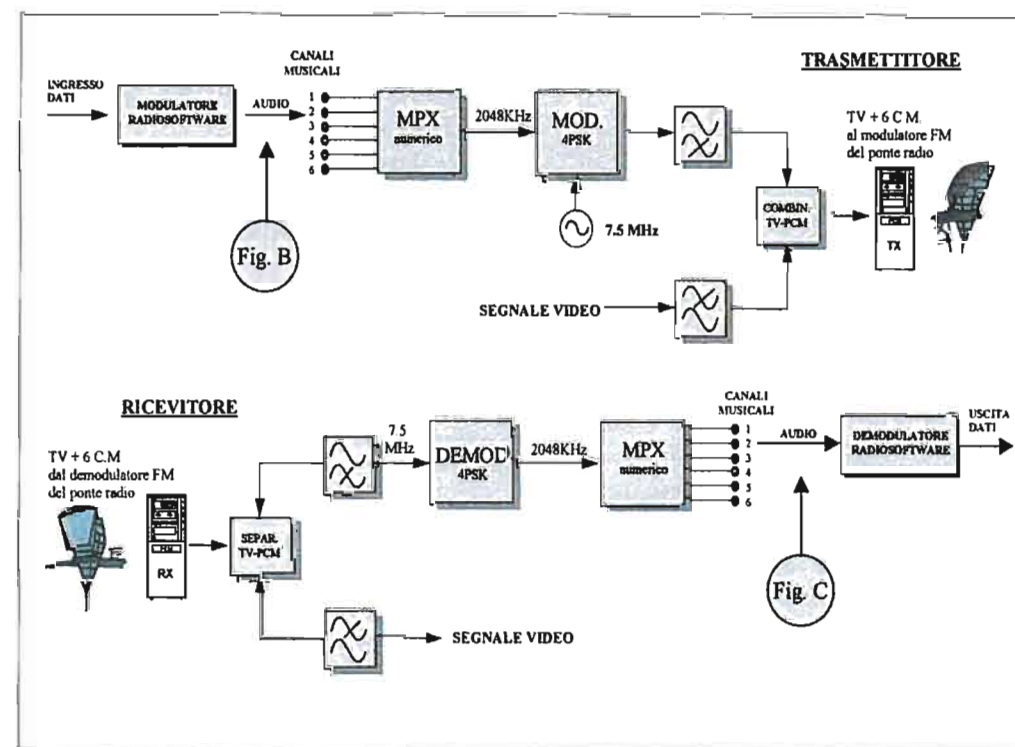 TRASMETTITORE
INGRESSO
DATI
MODULATORE
RADIOSOFTWARE
AUDIO
CANALI
MUSICALI
1
2
3
4
5
6
MPX
numerico
2048KHz
MOD.
4PSK
7.5 MHz
Fig. B
COMBIN.
TV-PCM
TV + 6 C M.
al modulatore FM
del ponte radio
PCM
TX
SEGNALE VIDEO
RICEVITORE
TV + 6 C.M
dal demodulatore FM
del ponte radio
PCM
RX
SEPAR.
TV-PCM
7.5
MHz
DEMOD
4PSK
2048KHz
MPX
numerico
CANALI
MUSICALI
1
2
3
4
5
6
AUDIO
DEMODULATORE
RADIOSOFTWARE
USCITA
DATI
Fig. C
SEGNALE VIDEO